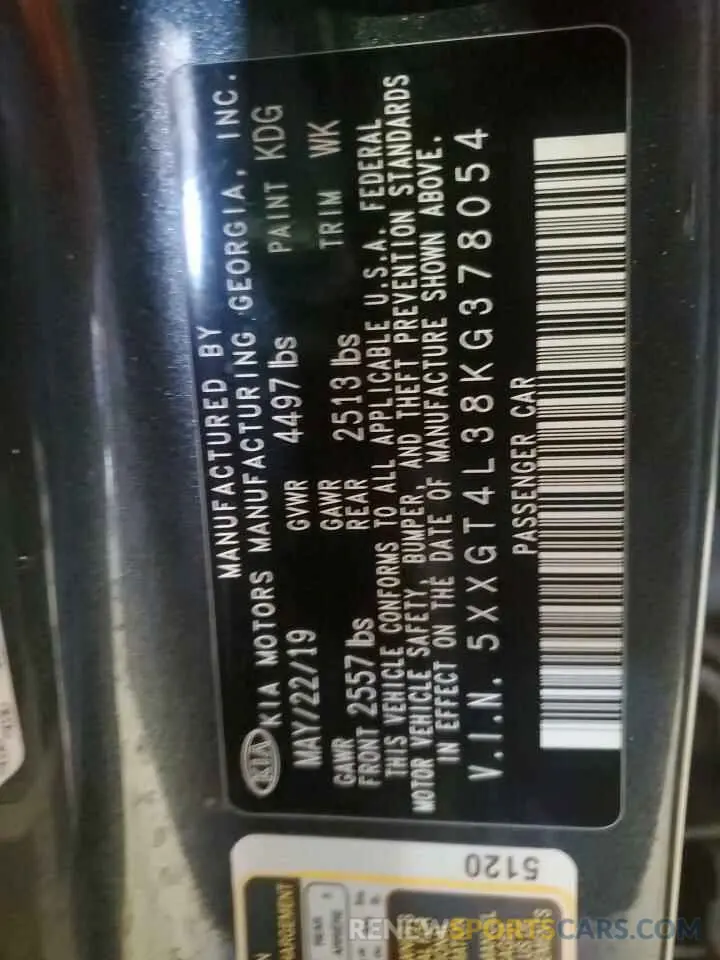 MANUFACTURED BY
KIA KIA MOTORS MANUFACTURING GEORGIA, INC.
MAY/22/19 GVWR 4497 lbs PAINT KDG
GAWR FRONT 2557 lbs GAWR REAR 2513 lbs TRIM WK
THIS VEHICLE CONFORMS TO ALL APPLICABLE U.S.A. FEDERAL
MOTOR VEHICLE SAFETY, BUMPER, AND THEFT PREVENTION STANDARDS
IN EFFECT ON THE DATE OF MANUFACTURE SHOWN ABOVE.
V.I.N. 5XXGT4L38KG378054
PASSENGER CAR
5120
REAR
RENEWSPORTSCARS.COM